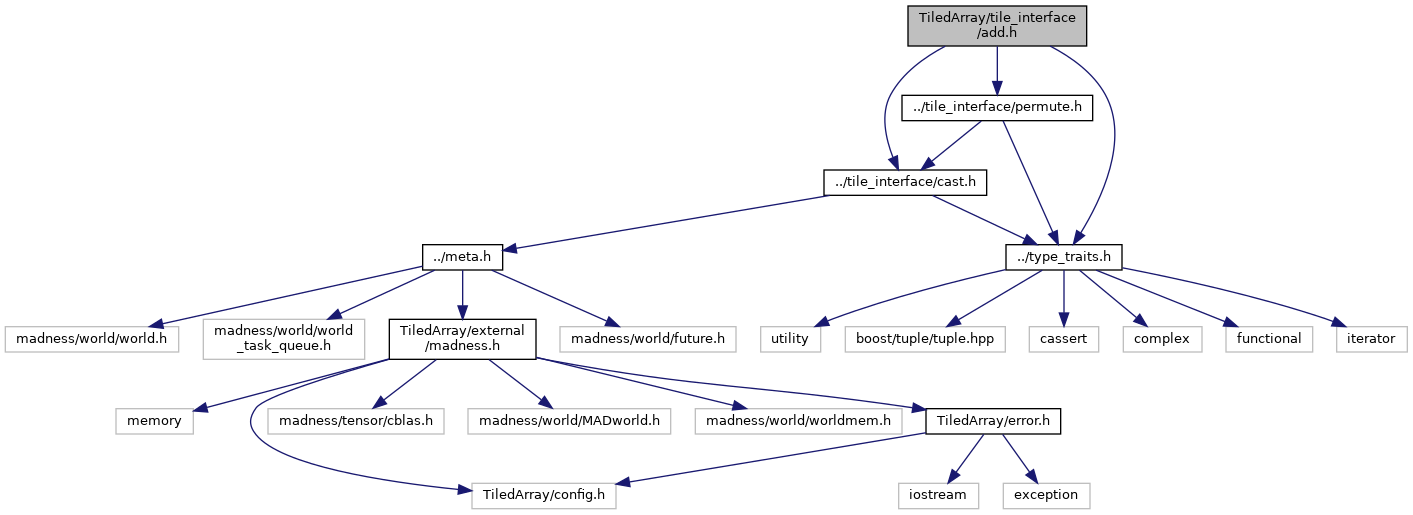 TiledArray/tile_interface
/add.h
../tile_interface/permute.h
../tile_interface/cast.h
../meta.h
../type_traits.h
madness/world/world.h
madness/world/world
_task_queue.h
TiledArray/external
/madness.h
madness/world/future.h
utility
boost/tuple/tuple.hpp
cassert
complex
functional
iterator
memory
madness/tensor/cblas.h
madness/world/MADworld.h
madness/world/worldmem.h
TiledArray/error.h
TiledArray/config.h
iostream
exception